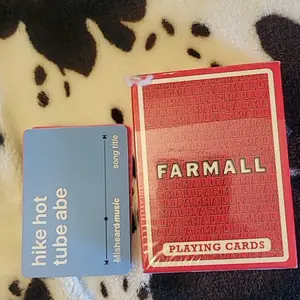 hike hot
tube abe
song title
Misheard music
FARMALL
PLAYING CARDS